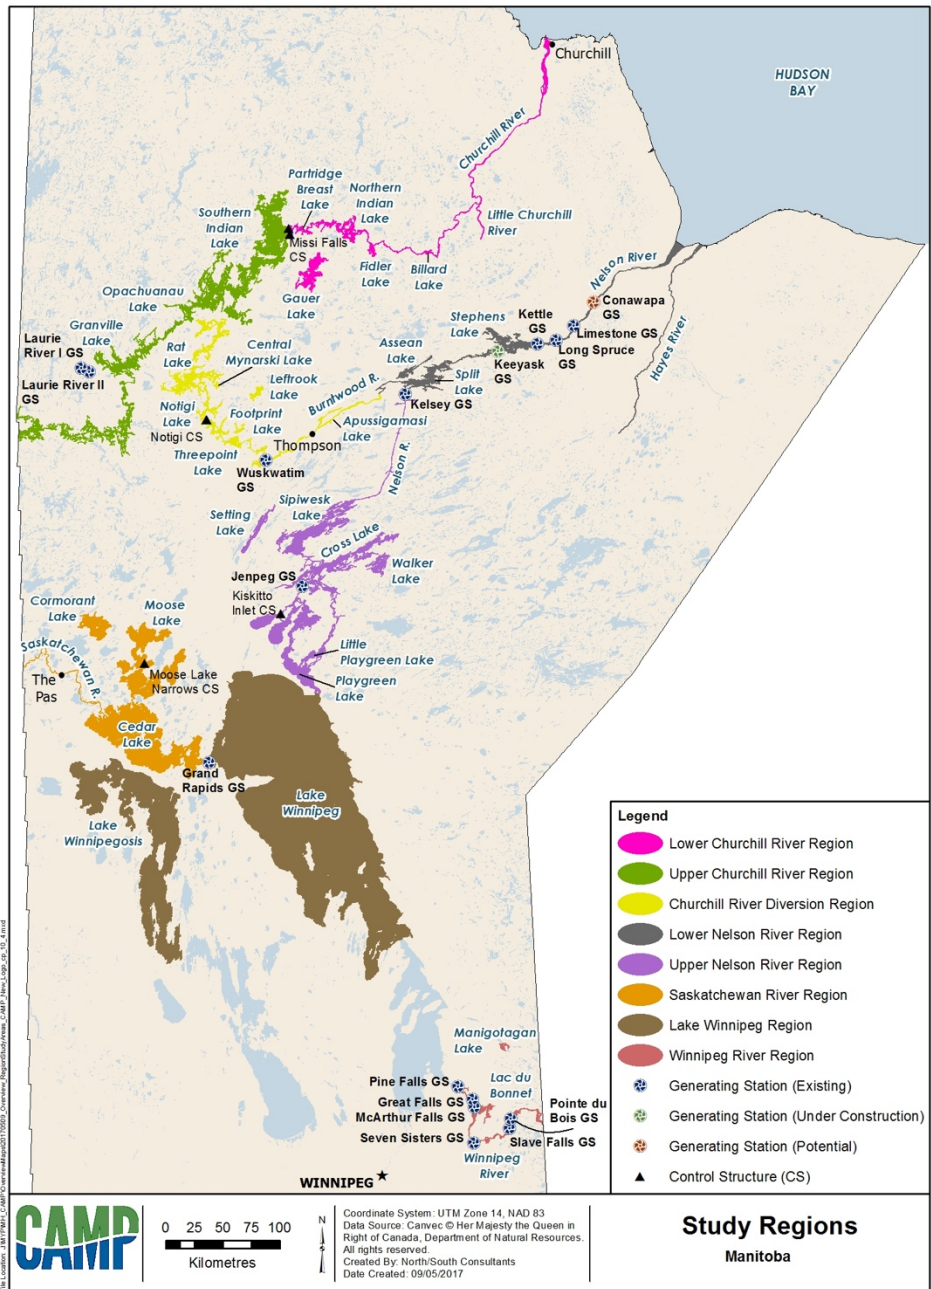 Churchill
HUDSON
BAY
Churchill River
Partridge
Breast
Lake
Northern
Indian
Lake
Southern
Indian
Lake
Missi Falls
CS
Little Churchill
River
Fidler
Lake
Billard
Lake
Gauer
Lake
Opachuanau
Lake
Nelson River
Conawapa
GS
Granville
Lake
Laurie
River I GS
Laurie River II
GS
Rat
Lake
Central
Mynarski Lake
Assean
Lake
Stephens
Lake
Kettle
GS
Limestone GS
Long Spruce
GS
Keeyask
GS
Hayes River
Leftrook
Lake
Burntwood R.
Split
Lake
Kelsey GS
Notigi
Lake
Notigi CS
Footprint
Lake
Apussigamasi
Lake
Thompson
Threepoint
Lake
Wuskwatim
GS
Nelson R.
Sipiwesk
Lake
Setting
Lake
Cross Lake
Walker
Lake
Jenpeg GS
Kiskitto
Inlet CS
Cormorant
Lake
Moose
Lake
Saskatchewan R.
The
Pas
Moose Lake
Narrows CS
Little
Playgreen Lake
Playgreen
Lake
Cedar
Lake
Grand
Rapids GS
Lake
Winnipeg
Lake
Winnipegosis
Manigotagan
Lake
Pine Falls GS
Lac du
Bonnet
Great Falls GS
Pointe du
Bois GS
McArthur Falls GS
Seven Sisters GS
Slave Falls GS
Winnipeg
River
WINNIPEG
Legend
Lower Churchill River Region
Upper Churchill River Region
Churchill River Diversion Region
Lower Nelson River Region
Upper Nelson River Region
Saskatchewan River Region
Lake Winnipeg Region
Winnipeg River Region
Generating Station (Existing)
Generating Station (Under Construction)
Generating Station (Potential)
Control Structure (CS)
CAMP
0 25 50 75 100
Kilometres
N
S
Coordinate System: UTM Zone 14, NAD 83
Data Source: Canvec © Her Majesty the Queen in
Right of Canada, Department of Natural Resources.
All rights reserved.
Created By: North/South Consultants
Date Created: 09/05/2017
Study Regions
Manitoba